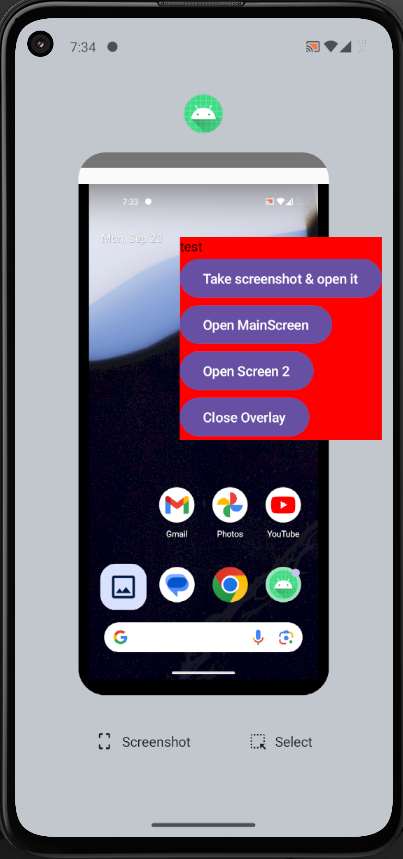 7:34
7:33
Mon, Sep 23
test
Take screenshot & open it
Open MainScreen
Open Screen 2
Close Overlay
Gmail Photos YouTube
Screenshot Select